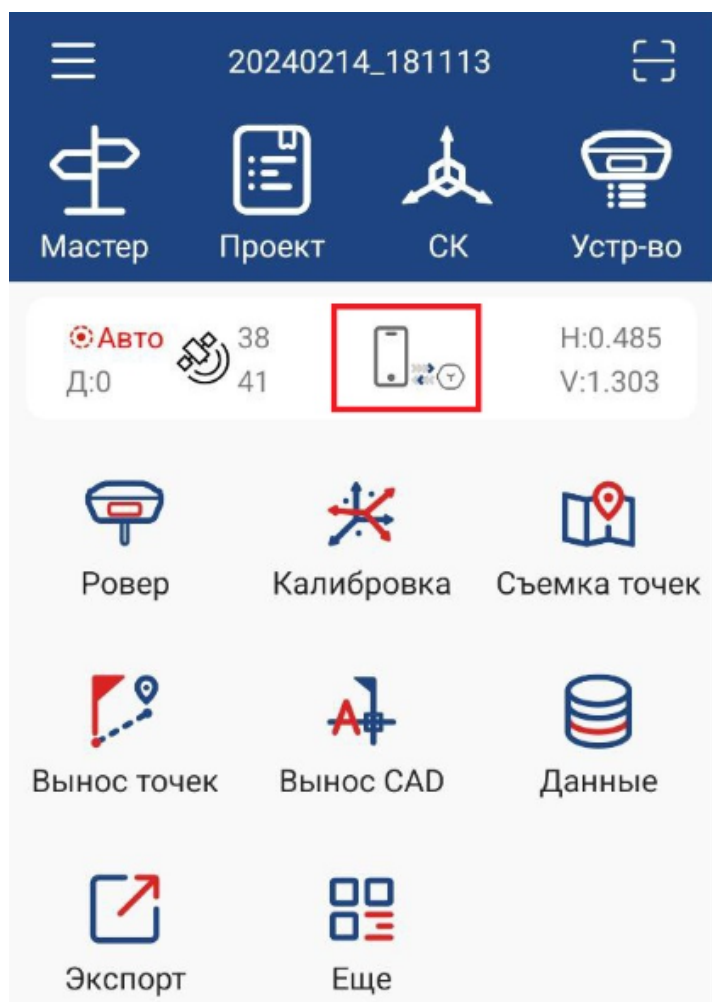 20240214_181113
Мастер Проект СК Устр-во
Авто 38 H:0.485
Д:0 41 V:1.303
Ровер Калибровка Съемка точек
Вынос точек Вынос CAD Данные
Экспорт Еще